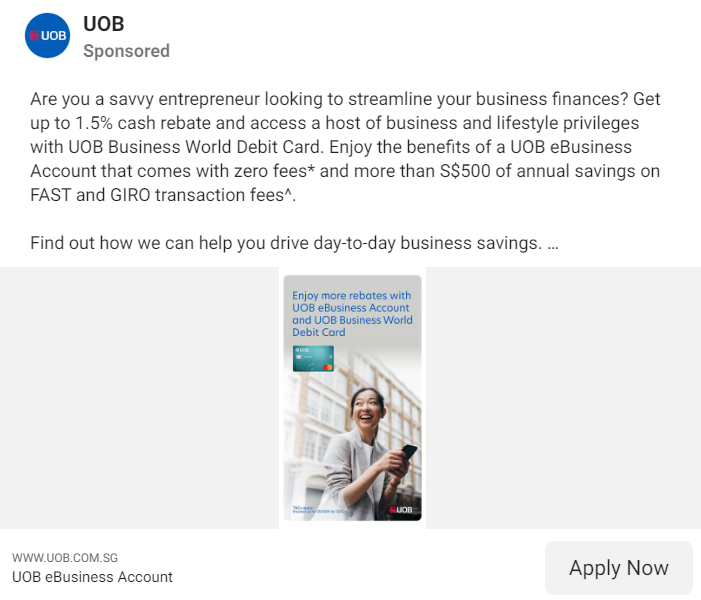 UOB
UOB
Sponsored
Are you a savvy entrepreneur looking to streamline your business finances? Get
up to 1.5% cash rebate and access a host of business and lifestyle privileges
with UOB Business World Debit Card. Enjoy the benefits of a UOB eBusiness
Account that comes with zero fees* and more than S$500 of annual savings on
FAST and GIRO transaction fees^.
Find out how we can help you drive day-to-day business savings. ...
Enjoy more rebates with
UOB eBusiness Account
and UOB Business World
Debit Card
UOB
T&Cs apply.
UOB
WWW.UOB.COM.SG
UOB eBusiness Account
Apply Now